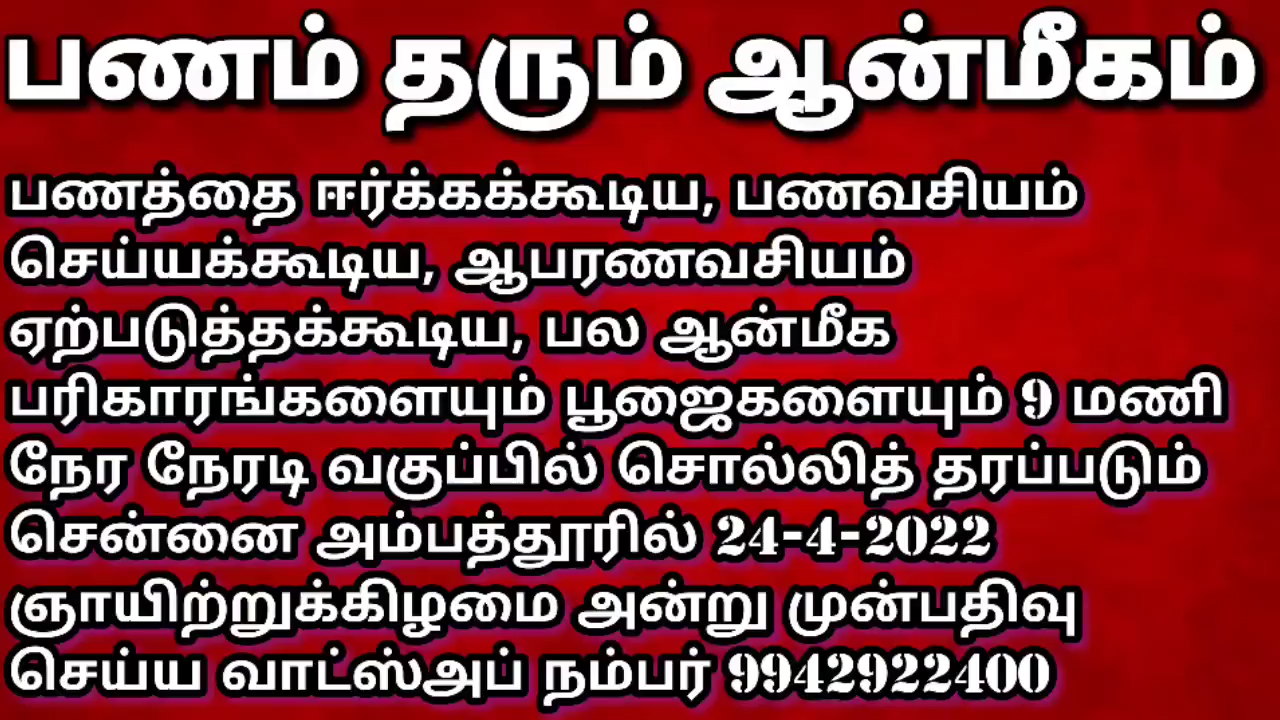 பணம் தரும் ஆன்மீகம்
பணத்தை ஈர்க்கக்கூடிய, பணவசியம்
செய்யக்கூடிய, ஆபரணவசியம்
ஏற்படுத்தக்கூடிய, பல ஆன்மீக
பரிகாரங்களையும் பூஜைகளையும் 9 மணி
நேர நேரடி வகுப்பில் சொல்லித் தரப்படும்
சென்னை அம்பத்தூரில் 24-4-2022
ஞாயிற்றுக்கிழமை அன்று முன்பதிவு
செய்ய வாட்ஸ்அப் நம்பர் 9942922400